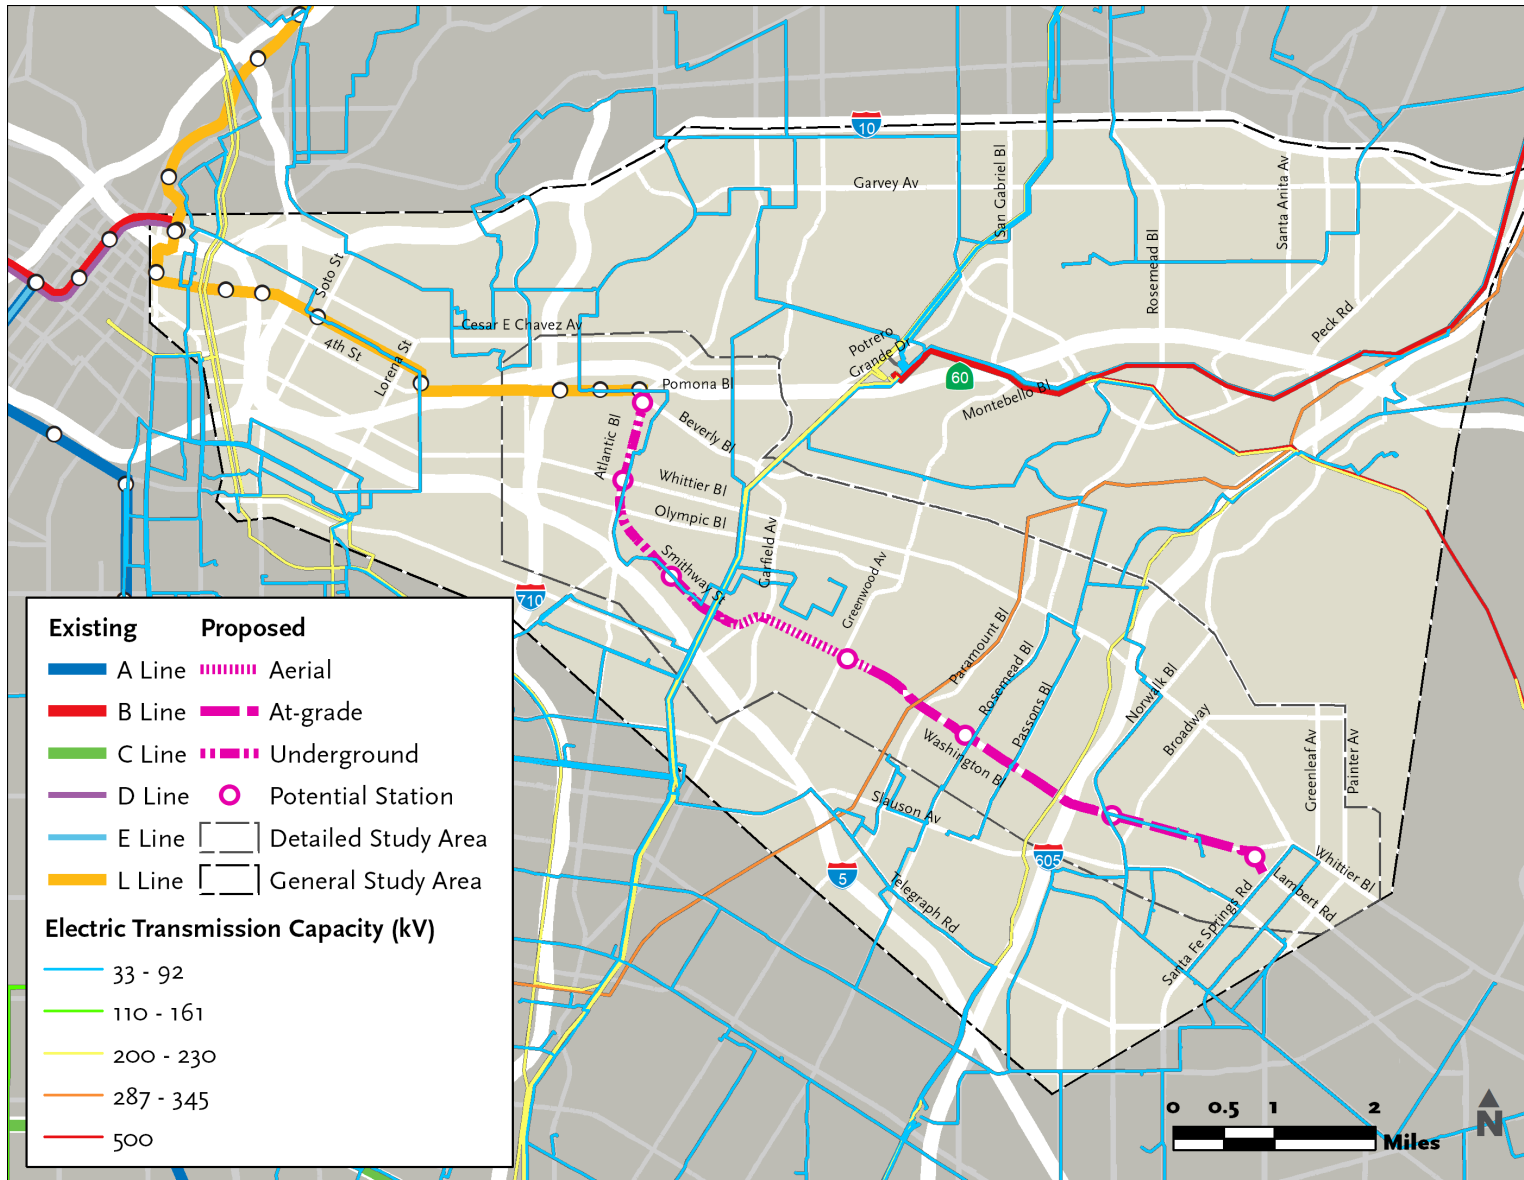 10
Garvey Av
San Gabriel Bl
Santa Anita Av
Rosemead Bl
Soto St
Cesar E Chavez Av
4th St
Lorena St
Potrero
Grande Dr
Peck Rd
60
Pomona Bl
Montebello Bl
Atlantic Bl
Beverly Bl
Whittier Bl
Olympic Bl
Garfield Av
Smithway St
Greenwood Av
710
Paramount Bl
Rosemead Bl
Passons Bl
Norwalk Bl
Broadway
Washington Bl
Greenleaf Av
Painter Av
Slauson Av
605
5
Telegraph Rd
Whittier Bl
Lambert Rd
Santa Fe Springs Rd
Existing Proposed
A Line Aerial
B Line At-grade
C Line Underground
D Line Potential Station
E Line Detailed Study Area
L Line General Study Area
Electric Transmission Capacity (kV)
33 - 92
110 - 161
200 - 230
287 - 345
500
0 0.5 1 2
Miles
N